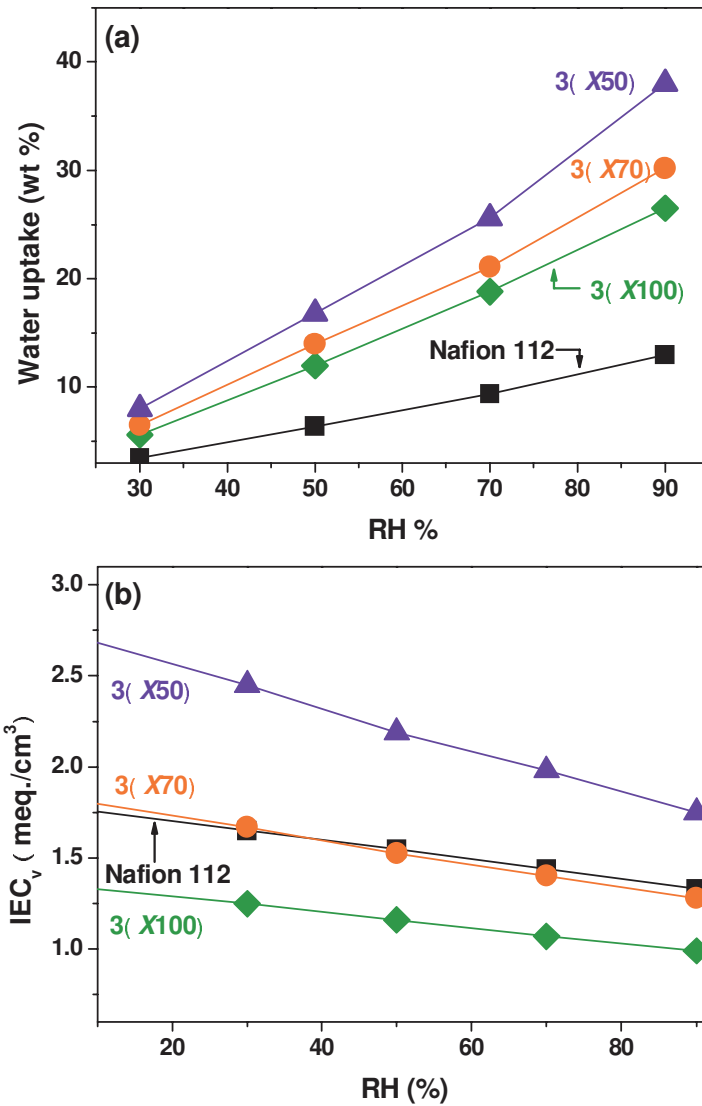 (a)
40
30
20
10
Water uptake (wt %)
3( X50)
3( X70)
3( X100)
Nafion 112
30 40 50 60 70 80 90
RH %
(b)
3.0
2.5
2.0
1.5
1.0
IECv ( meq./cm3)
3( X50)
3( X70)
Nafion 112
3( X100)
20 40 60 80
RH (%)